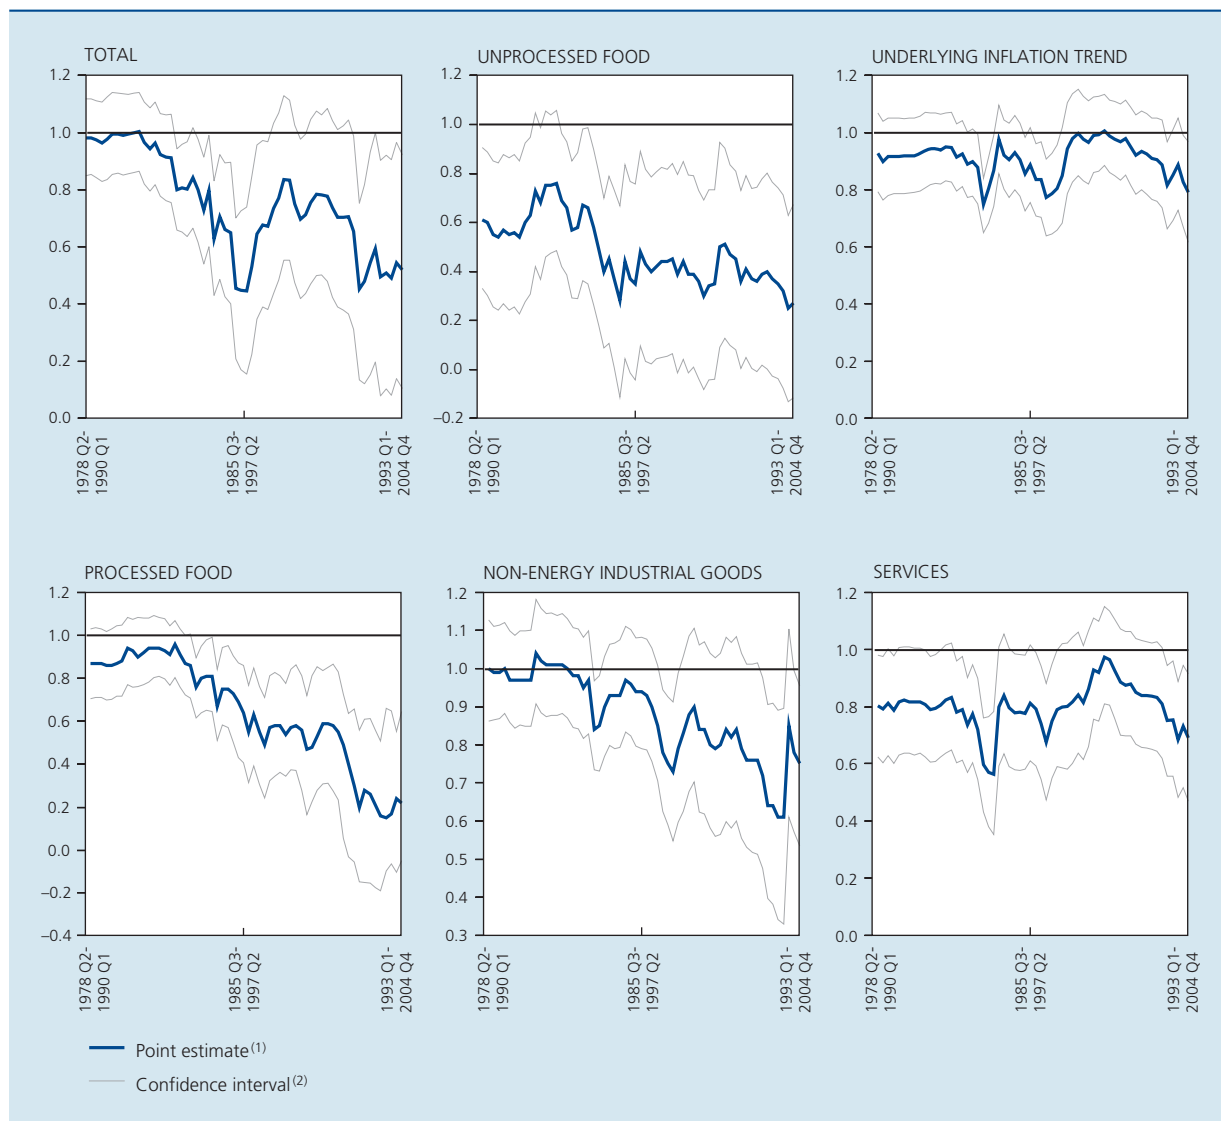 TOTAL
1.2
1.0
0.8
0.6
0.4
0.2
0.0
1978 Q2-
1990 Q1
1985 Q3-
1997 Q2
1993 Q1-
2004 Q4
UNPROCESSED FOOD
1.2
1.0
0.8
0.6
0.4
0.2
0.0
–0.2
1978 Q2-
1990 Q1
1985 Q3-
1997 Q2
1993 Q1-
2004 Q4
UNDERLYING INFLATION TREND
1.2
1.0
0.8
0.6
0.4
0.2
0.0
1978 Q2-
1990 Q1
1985 Q3-
1997 Q2
1993 Q1-
2004 Q4
PROCESSED FOOD
1.2
1.0
0.8
0.6
0.4
0.2
0.0
–0.2
–0.4
1978 Q2-
1990 Q1
1985 Q3-
1997 Q2
1993 Q1-
2004 Q4
NON-ENERGY INDUSTRIAL GOODS
1.2
1.1
1.0
0.9
0.8
0.7
0.6
0.5
0.4
0.3
1978 Q2-
1990 Q1
1985 Q3-
1997 Q2
1993 Q1-
2004 Q4
SERVICES
1.2
1.0
0.8
0.6
0.4
0.2
0.0
1978 Q2-
1990 Q1
1985 Q3-
1997 Q2
1993 Q1-
2004 Q4
Point estimate (1)
Confidence interval (2)